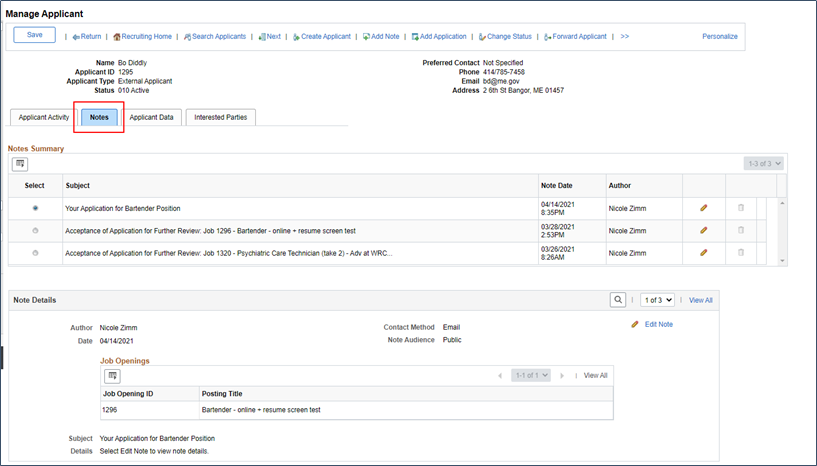 Manage Applicant
Save | Return | Recruiting Home | Search Applicants | Next | Create Applicant | Add Note | Add Application | Change Status | Forward Applicant | >> Personalize
Name Bo Diddly Preferred Contact Not Specified
Applicant ID 1295 Phone 414/785-7458
Applicant Type External Applicant Email bd@me.gov
Status 010 Active Address 2 6th St Bangor, ME 01457
Applicant Activity Notes Applicant Data Interested Parties
Notes Summary
1-3 of 3
Select Subject Note Date Author
Your Application for Bartender Position 04/14/2021 8:35PM Nicole Zimm
Acceptance of Application for Further Review: Job 1296 - Bartender - online + resume screen test 03/28/2021 2:53PM Nicole Zimm
Acceptance of Application for Further Review: Job 1320 - Psychiatric Care Technician (take 2) - Adv at WRC... 03/26/2021 8:26AM Nicole Zimm
Note Details | 1 of 3 | View All
Author Nicole Zimm Contact Method Email Edit Note
Date 04/14/2021 Note Audience Public
Job Openings
1-1 of 1 | View All
Job Opening ID Posting Title
1296 Bartender - online + resume screen test
Subject Your Application for Bartender Position
Details Select Edit Note to view note details.